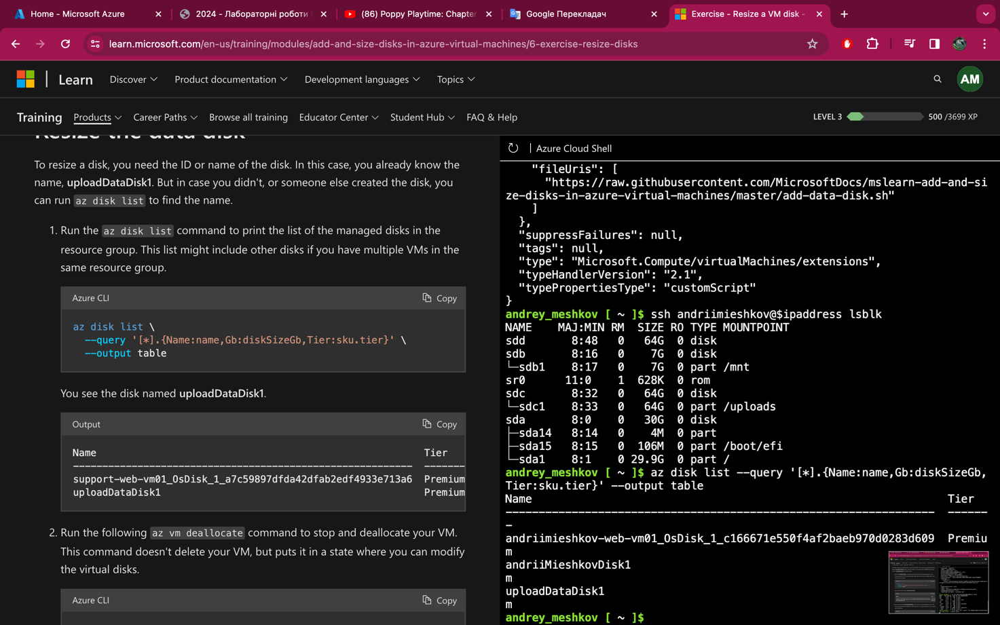 Home - Microsoft Azure
2024 - Лабораторні роботи
(86) Poppy Playtime: Chapter
Google Перекладач
Exercise - Resize a VM disk -
learn.microsoft.com/en-us/training/modules/add-and-size-disks-in-azure-virtual-machines/6-exercise-resize-disks
Learn
Discover
Product documentation
Development languages
Topics
AM
Training
Products
Career Paths
Browse all training
Educator Center
Student Hub
FAQ & Help
LEVEL 3
500 /3699 XP
Resize the data disk
To resize a disk, you need the ID or name of the disk. In this case, you already know the
name, uploadDataDisk1. But in case you didn't, or someone else created the disk, you
can run az disk list to find the name.
1. Run the az disk list command to print the list of the managed disks in the
resource group. This list might include other disks if you have multiple VMs in the
same resource group.
Azure CLI
Copy
az disk list \
--query '[*].{Name:name,Gb:diskSizeGb,Tier:sku.tier}' \
--output table
You see the disk named uploadDataDisk1.
Output
Copy
Name Tier
support-web-vm01_OsDisk_1_a7c59897dfda42dfab2edf4933e713a6 Premium
uploadDataDisk1 Premium
2. Run the following az vm deallocate command to stop and deallocate your VM.
This command doesn't delete your VM, but puts it in a state where you can modify
the virtual disks.
Azure CLI
Copy
Azure Cloud Shell
"fileUris": [
"https://raw.githubusercontent.com/MicrosoftDocs/mslearn-add-and-si
ze-disks-in-azure-virtual-machines/master/add-data-disk.sh"
]
},
"suppressFailures": null,
"tags": null,
"type": "Microsoft.Compute/virtualMachines/extensions",
"typeHandlerVersion": "2.1",
"typePropertiesType": "customScript"
}
andrey_meshkov [ ~ ]$ ssh andriimieshkov@$ipaddress lsblk
NAME MAJ:MIN RM SIZE RO TYPE MOUNTPOINT
sdd 8:48 0 64G 0 disk
sdb 8:16 0 7G 0 disk
└─sdb1 8:17 0 7G 0 part /mnt
sr0 11:0 1 628K 0 rom
sdc 8:32 0 64G 0 disk
└─sdc1 8:33 0 64G 0 part /uploads
sda 8:0 0 30G 0 disk
├─sda14 8:14 0 4M 0 part
├─sda15 8:15 0 106M 0 part /boot/efi
└─sda1 8:1 0 29.9G 0 part /
andrey_meshkov [ ~ ]$ az disk list --query '[*].{Name:name,Gb:diskSizeGb,
Tier:sku.tier}' --output table
Name Tier
----------------------------------------------------------------- ------
-
andriimieshkov-web-vm01_OsDisk_1_c166671e550f4af2baeb970d0283d609 Premiu
m
andriiMieshkovDisk1
m
uploadDataDisk1
m
andrey_meshkov [ ~ ]$